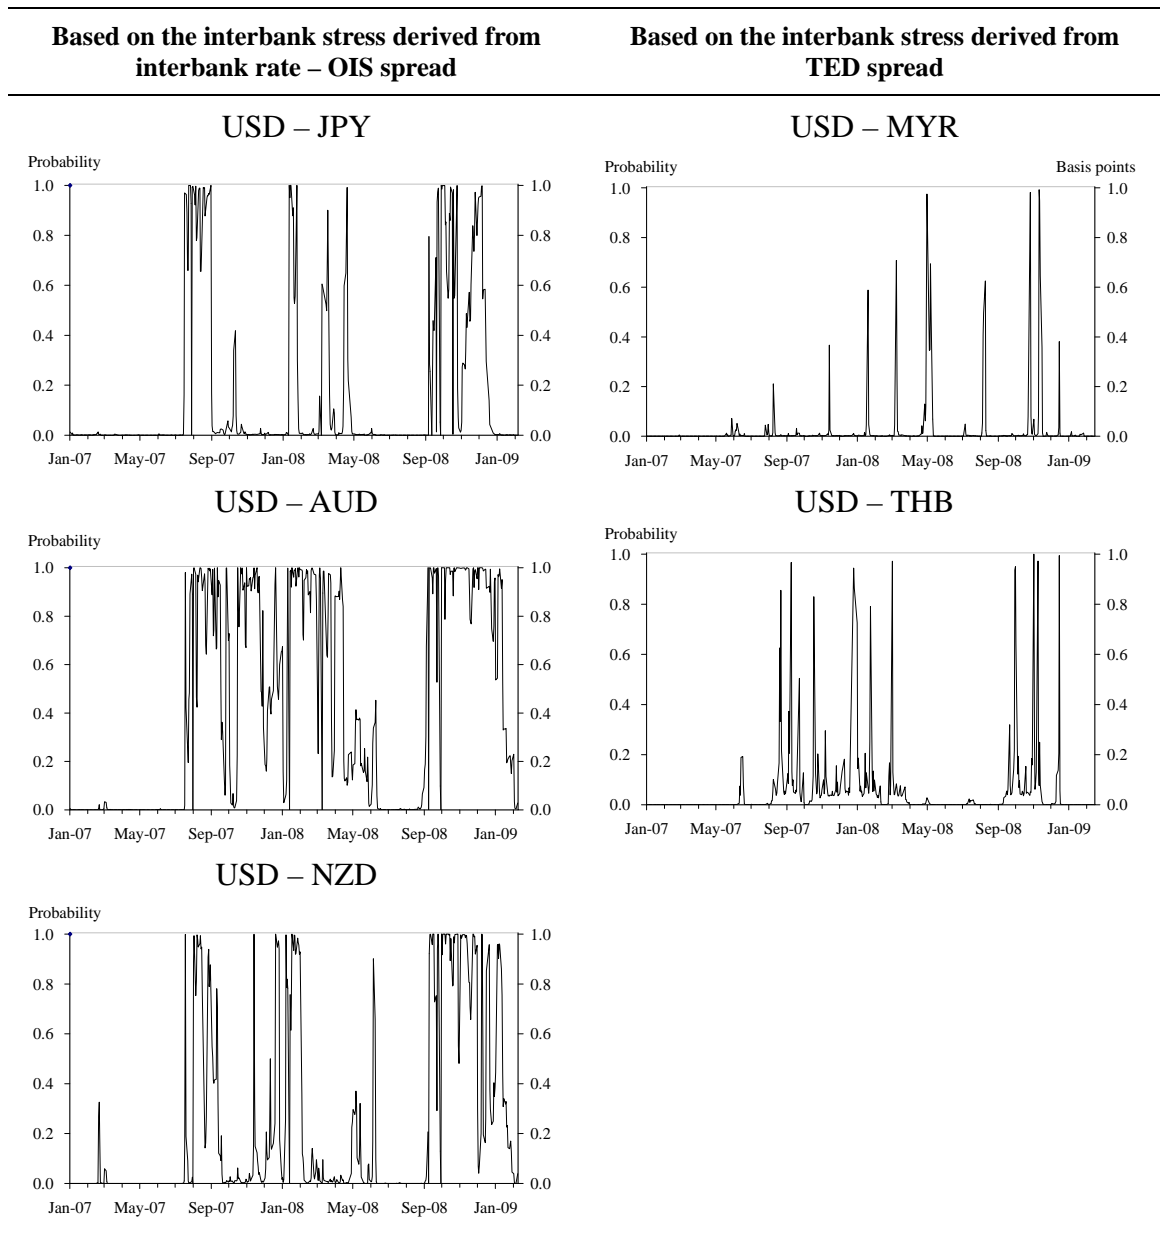 Based on the interbank stress derived from
interbank rate – OIS spread
Based on the interbank stress derived from
TED spread
USD – JPY
Probability
1.0 1.0
0.8 0.8
0.6 0.6
0.4 0.4
0.2 0.2
0.0 0.0
Jan-07 May-07 Sep-07 Jan-08 May-08 Sep-08 Jan-09
USD – MYR
Probability Basis points
1.0 1.0
0.8 0.8
0.6 0.6
0.4 0.4
0.2 0.2
0.0 0.0
Jan-07 May-07 Sep-07 Jan-08 May-08 Sep-08 Jan-09
USD – AUD
Probability
1.0 1.0
0.8 0.8
0.6 0.6
0.4 0.4
0.2 0.2
0.0 0.0
Jan-07 May-07 Sep-07 Jan-08 May-08 Sep-08 Jan-09
USD – THB
Probability
1.0 1.0
0.8 0.8
0.6 0.6
0.4 0.4
0.2 0.2
0.0 0.0
Jan-07 May-07 Sep-07 Jan-08 May-08 Sep-08 Jan-09
USD – NZD
Probability
1.0 1.0
0.8 0.8
0.6 0.6
0.4 0.4
0.2 0.2
0.0 0.0
Jan-07 May-07 Sep-07 Jan-08 May-08 Sep-08 Jan-09